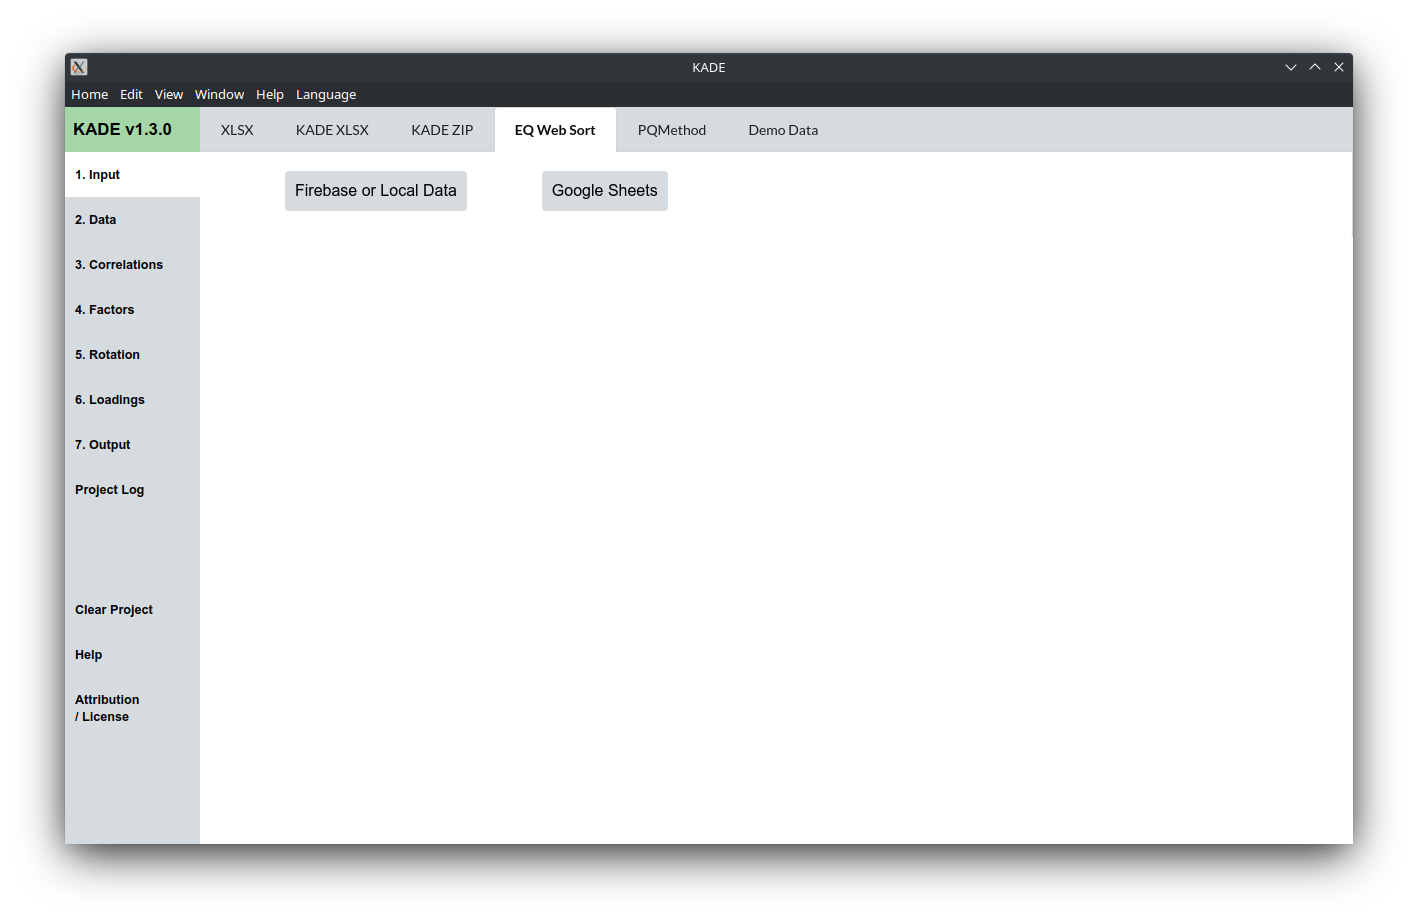 KADE
Home Edit View Window Help Language
KADE v1.3.0 XLSX KADE XLSX KADE ZIP EQ Web Sort PQMethod Demo Data
1. Input
2. Data
3. Correlations
4. Factors
5. Rotation
6. Loadings
7. Output
Project Log
Clear Project
Help
Attribution
/ License
Firebase or Local Data Google Sheets